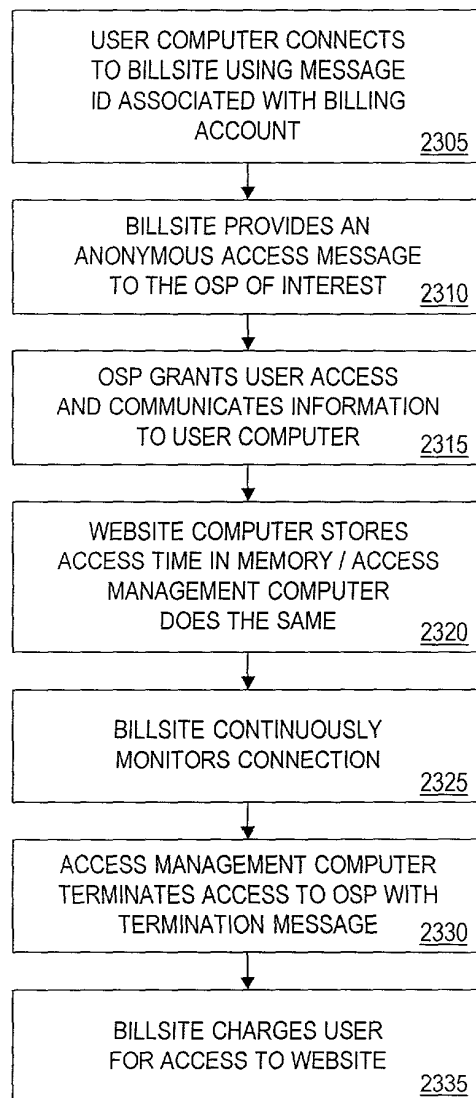 USER COMPUTER CONNECTS
TO BILLSITE USING MESSAGE
ID ASSOCIATED WITH BILLING
ACCOUNT
2305
BILLSITE PROVIDES AN
ANONYMOUS ACCESS MESSAGE
TO THE OSP OF INTEREST
2310
OSP GRANTS USER ACCESS
AND COMMUNICATES INFORMATION
TO USER COMPUTER
2315
WEBSITE COMPUTER STORES
ACCESS TIME IN MEMORY / ACCESS
MANAGEMENT COMPUTER
DOES THE SAME
2320
BILLSITE CONTINUOUSLY
MONITORS CONNECTION
2325
ACCESS MANAGEMENT COMPUTER
TERMINATES ACCESS TO OSP WITH
TERMINATION MESSAGE
2330
BILLSITE CHARGES USER
FOR ACCESS TO WEBSITE
2335